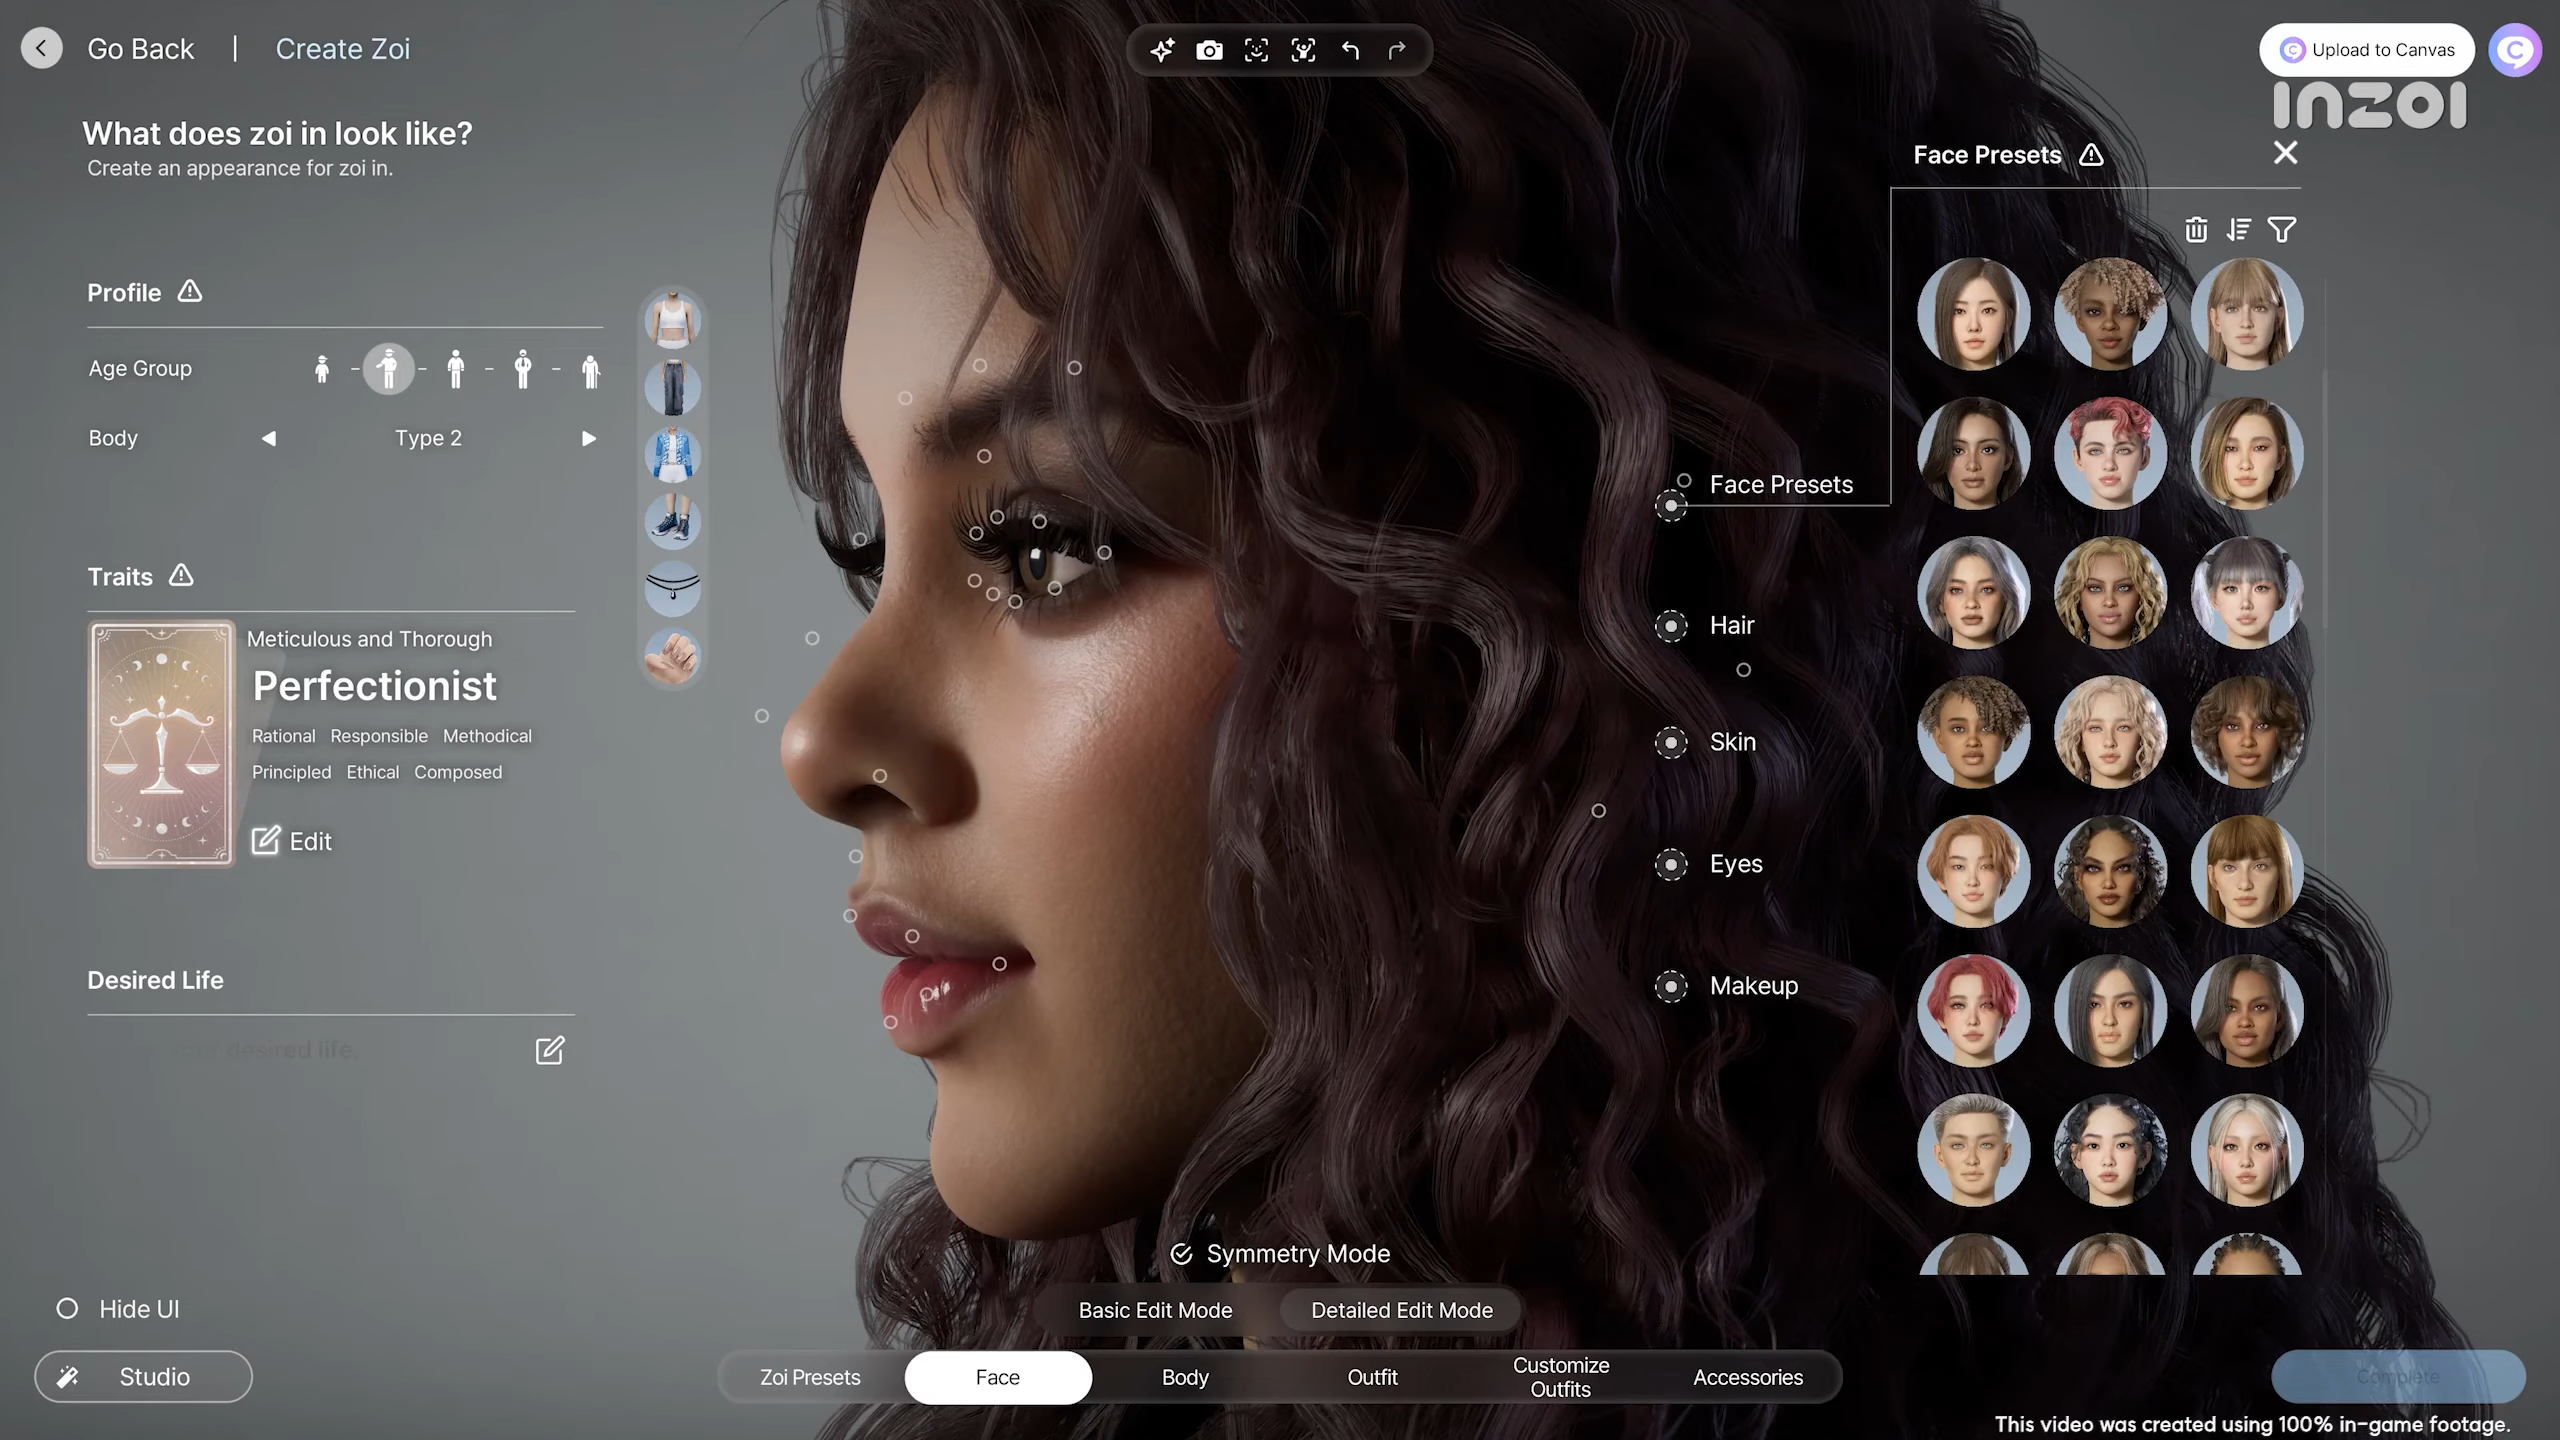 Go Back | Create Zoi
Upload to Canvas
inZOI
What does zoi in look like?
Create an appearance for zoi in.
Profile
Age Group
Body
Type 2
Traits
Meticulous and Thorough
Perfectionist
Rational Responsible Methodical
Principled Ethical Composed
Edit
Desired Life
desired life.
Hide UI
Studio
Face Presets
Face Presets
Hair
Skin
Eyes
Makeup
Symmetry Mode
Basic Edit Mode
Detailed Edit Mode
Zoi Presets
Face
Body
Outfit
Customize
Outfits
Accessories
Complete
This video was created using 100% in-game footage.